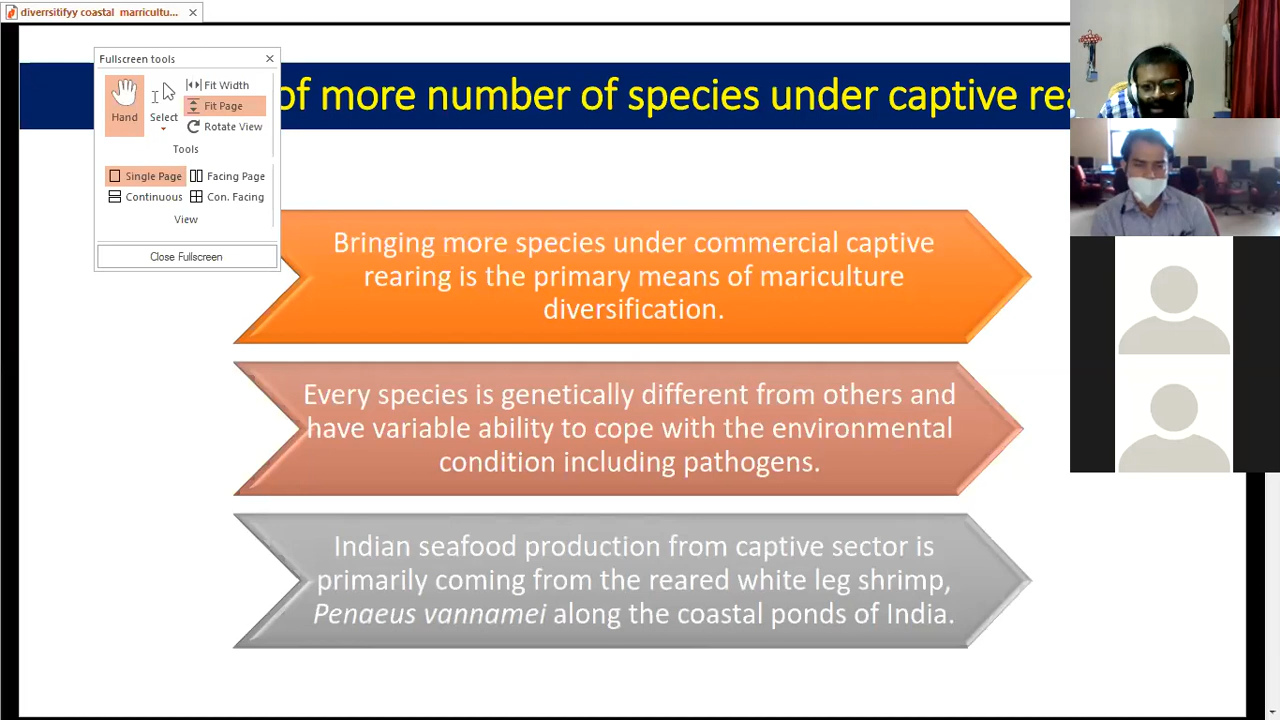 diverrsitifyy coastal marricultu...
Fullscreen tools
Hand
Select
Fit Width
Fit Page
Rotate View
Tools
Single Page
Facing Page
Continuous
Con. Facing
View
Close Fullscreen
of more number of species under captive
Bringing more species under commercial captive
rearing is the primary means of mariculture
diversification.
Every species is genetically different from others and
have variable ability to cope with the environmental
condition including pathogens.
Indian seafood production from captive sector is
primarily coming from the reared white leg shrimp,
Penaeus vannamei along the coastal ponds of India.